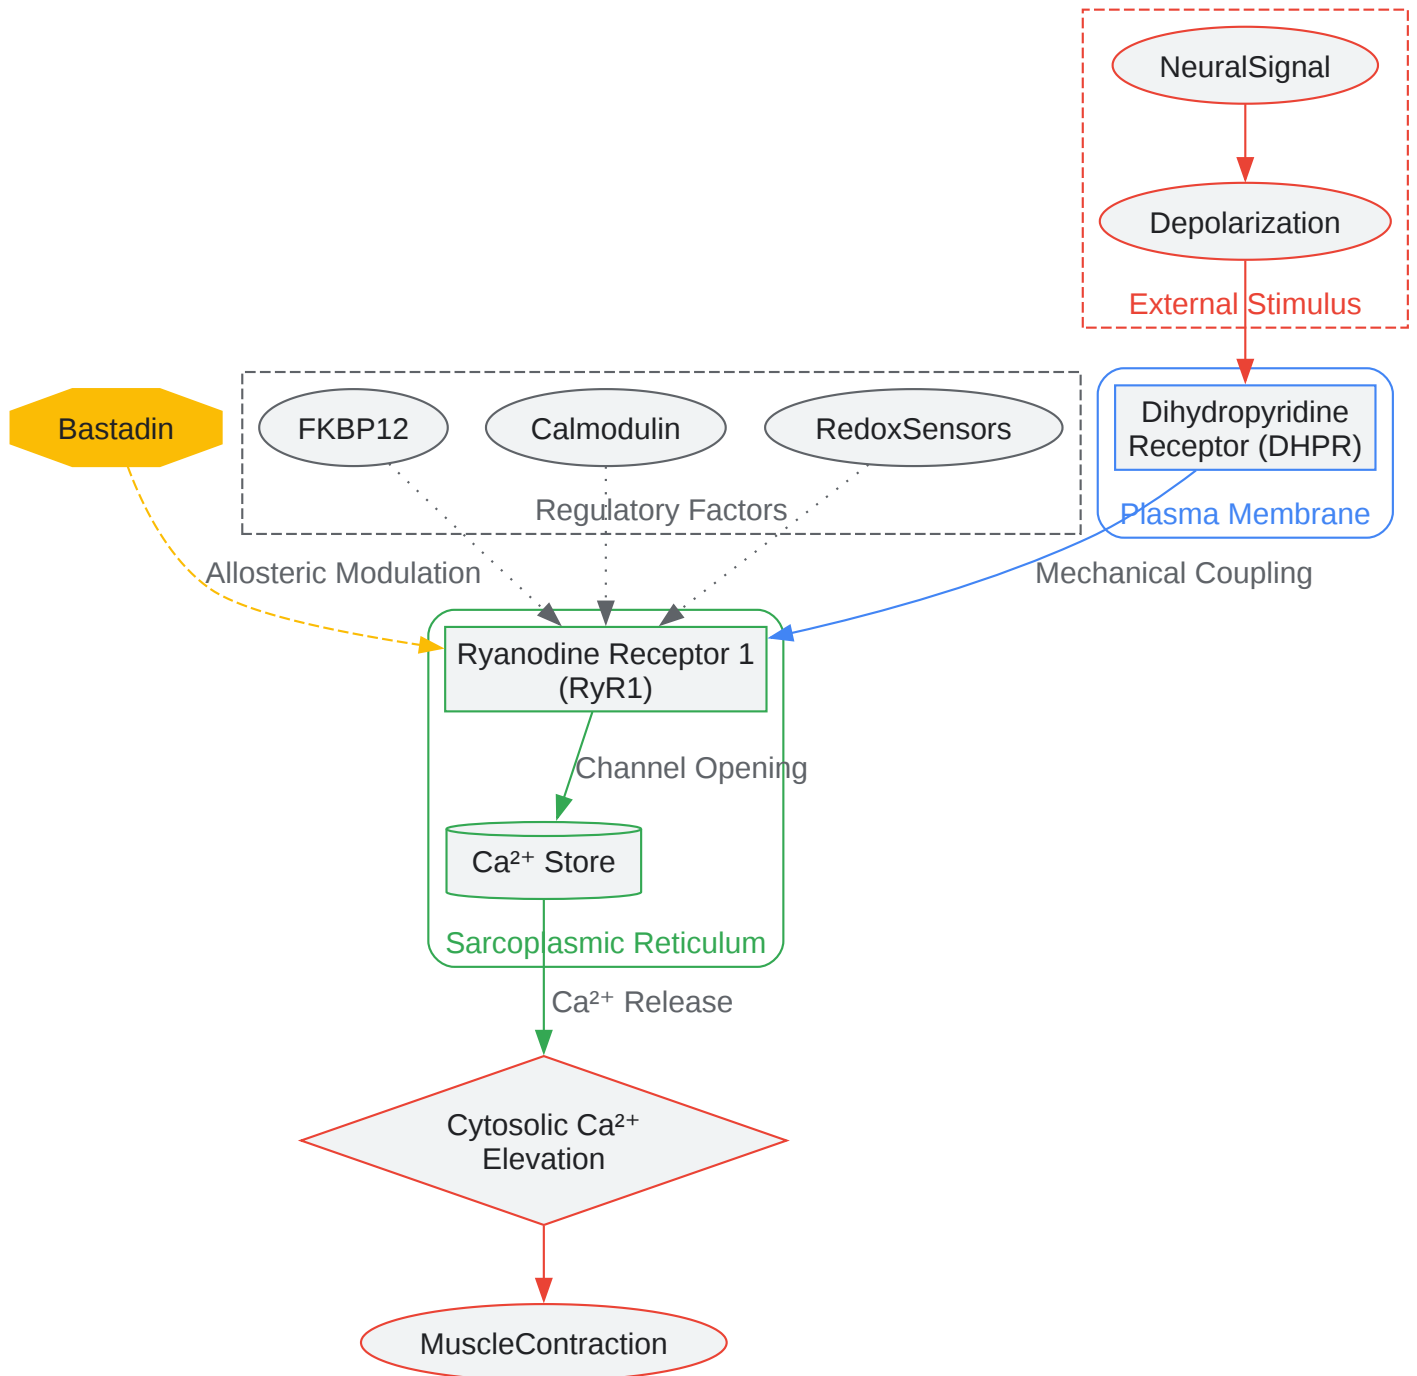 NeuralSignal
Depolarization
External Stimulus
Bastadin
FKBP12
Calmodulin
RedoxSensors
Dihydropyridine
Receptor (DHPR)
Regulatory Factors
Plasma Membrane
Allosteric Modulation
Mechanical Coupling
Ryanodine Receptor 1
(RyR1)
Channel Opening
Ca²⁺ Store
Sarcoplasmic Reticulum
Ca²⁺ Release
Cytosolic Ca²⁺
Elevation
MuscleContraction